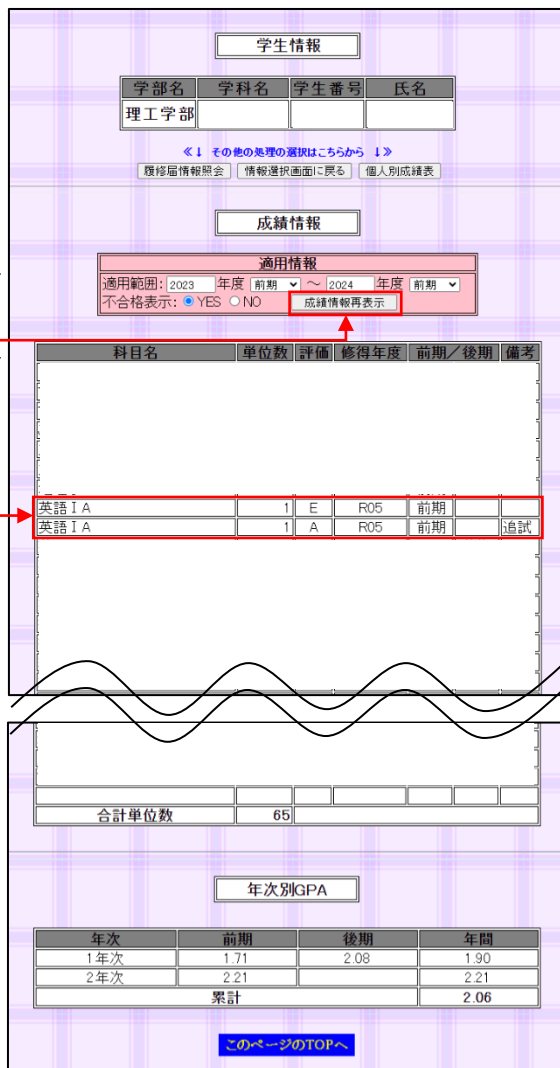 学生情報
学部名 学科名 学生番号 氏名
理工学部
≪↓ その他の処理の選択はこちらから ↓≫
履修届情報照会 情報選択画面に戻る 個人別成績表
成績情報
適用情報
適用範囲: 2023 年度 前期 ～ 2024 年度 前期
不合格表示: YES NO 成績情報再表示
科目名 単位数 評価 修得年度 前期／後期 備考
英語ⅠA 1 E R05 前期
英語ⅠA 1 A R05 前期 追試
合計単位数 65
年次別GPA
年次 前期 後期 年間
1年次 1.71 2.08 1.90
2年次 2.21 2.21
累計 2.06
このページのTOPへ